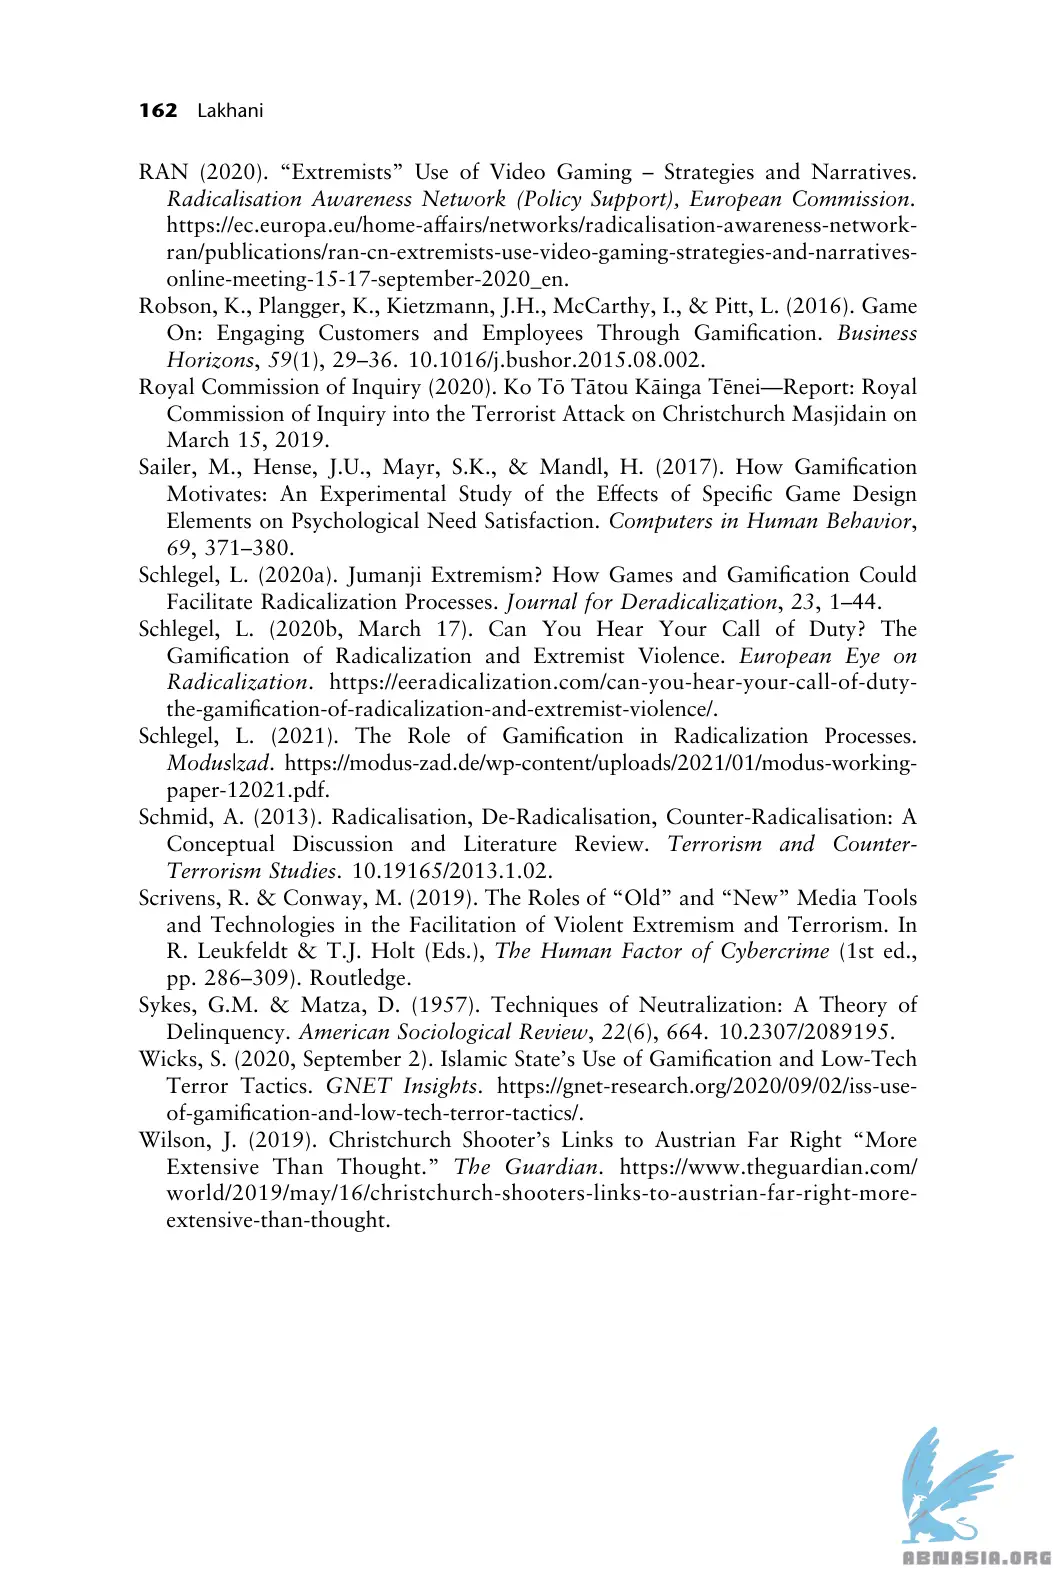 162 Lakhani
RAN (2020). “Extremists” Use of Video Gaming – Strategies and Narratives.
Radicalisation Awareness Network (Policy Support), European Commission.
https://ec.europa.eu/home-affairs/networks/radicalisation-awareness-network-
ran/publications/ran-cn-extremists-use-video-gaming-strategies-and-narratives-
online-meeting-15-17-september-2020_en.
Robson, K., Plangger, K., Kietzmann, J.H., McCarthy, I., & Pitt, L. (2016). Game
On: Engaging Customers and Employees Through Gamification. Business
Horizons, 59(1), 29–36. 10.1016/j.bushor.2015.08.002.
Royal Commission of Inquiry (2020). Ko Tō Tātou Kāinga Tēnei—Report: Royal
Commission of Inquiry into the Terrorist Attack on Christchurch Masjidain on
March 15, 2019.
Sailer, M., Hense, J.U., Mayr, S.K., & Mandl, H. (2017). How Gamification
Motivates: An Experimental Study of the Effects of Specific Game Design
Elements on Psychological Need Satisfaction. Computers in Human Behavior,
69, 371–380.
Schlegel, L. (2020a). Jumanji Extremism? How Games and Gamification Could
Facilitate Radicalization Processes. Journal for Deradicalization, 23, 1–44.
Schlegel, L. (2020b, March 17). Can You Hear Your Call of Duty? The
Gamification of Radicalization and Extremist Violence. European Eye on
Radicalization. https://eeradicalization.com/can-you-hear-your-call-of-duty-
the-gamification-of-radicalization-and-extremist-violence/.
Schlegel, L. (2021). The Role of Gamification in Radicalization Processes.
Modus|zad. https://modus-zad.de/wp-content/uploads/2021/01/modus-working-
paper-12021.pdf.
Schmid, A. (2013). Radicalisation, De-Radicalisation, Counter-Radicalisation: A
Conceptual Discussion and Literature Review. Terrorism and Counter-
Terrorism Studies. 10.19165/2013.1.02.
Scrivens, R. & Conway, M. (2019). The Roles of “Old” and “New” Media Tools
and Technologies in the Facilitation of Violent Extremism and Terrorism. In
R. Leukfeldt & T.J. Holt (Eds.), The Human Factor of Cybercrime (1st ed.,
pp. 286–309). Routledge.
Sykes, G.M. & Matza, D. (1957). Techniques of Neutralization: A Theory of
Delinquency. American Sociological Review, 22(6), 664. 10.2307/2089195.
Wicks, S. (2020, September 2). Islamic State’s Use of Gamification and Low-Tech
Terror Tactics. GNET Insights. https://gnet-research.org/2020/09/02/iss-use-
of-gamification-and-low-tech-terror-tactics/.
Wilson, J. (2019). Christchurch Shooter’s Links to Austrian Far Right “More
Extensive Than Thought.” The Guardian. https://www.theguardian.com/
world/2019/may/16/christchurch-shooters-links-to-austrian-far-right-more-
extensive-than-thought.
ABNASIA.ORG